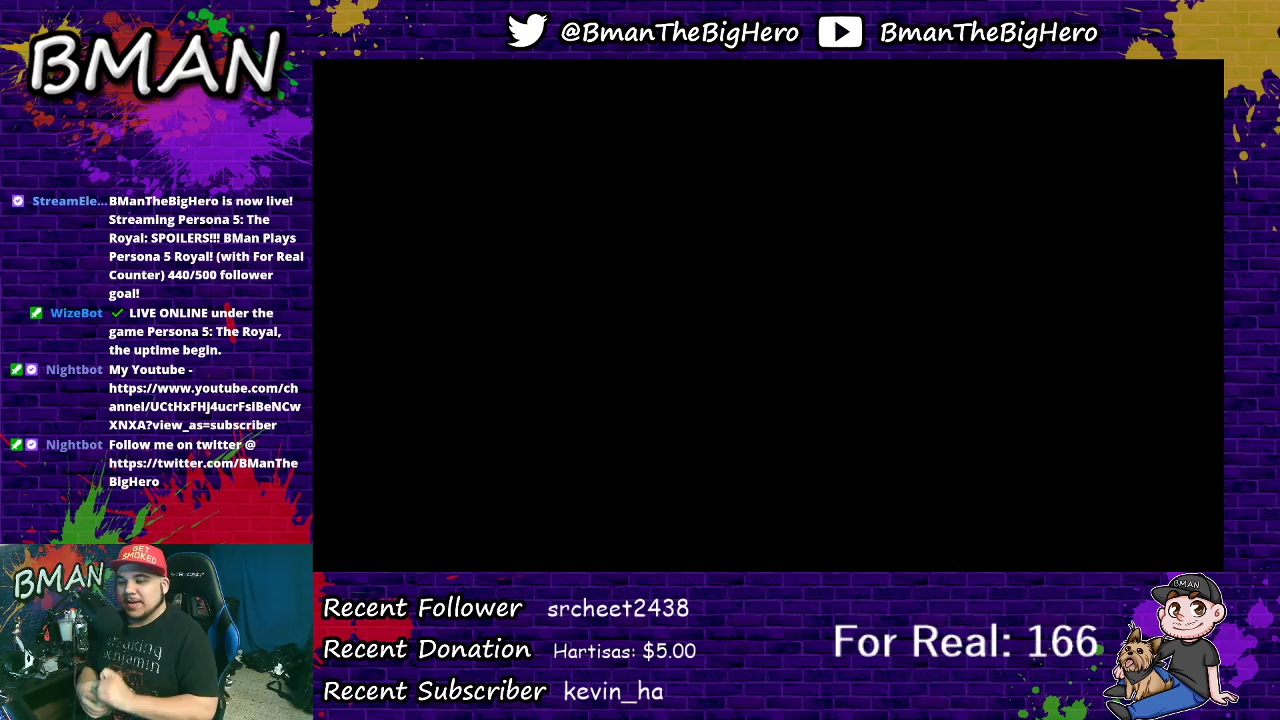 BMAN
@BmanTheBigHero
BmanTheBigHero
StreamEle... BManTheBigHero is now live!
Streaming Persona 5: The
Royal: SPOILERS!!! BMan Plays
Persona 5 Royal! (with For Real
Counter) 440/500 follower
goal!
WizeBot LIVE ONLINE under the
game Persona 5: The Royal,
the uptime begin.
Nightbot My Youtube -
https://www.youtube.com/ch
annel/UCtHxFHJ4ucrFsiBeNCw
XNXA?view_as=subscriber
Nightbot Follow me on twitter @
https://twitter.com/BManThe
BigHero
BMAN
GET
SMOKED
breaking
benjamin
Recent Follower srcheet2438
Recent Donation Hartisas: $5.00
Recent Subscriber kevin_ha
For Real: 166
BMAN